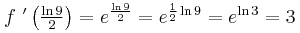 f ′(ln 9/2) = e^(ln 9/2) = e^(1/2 ln 9) = e^(ln 3) = 3